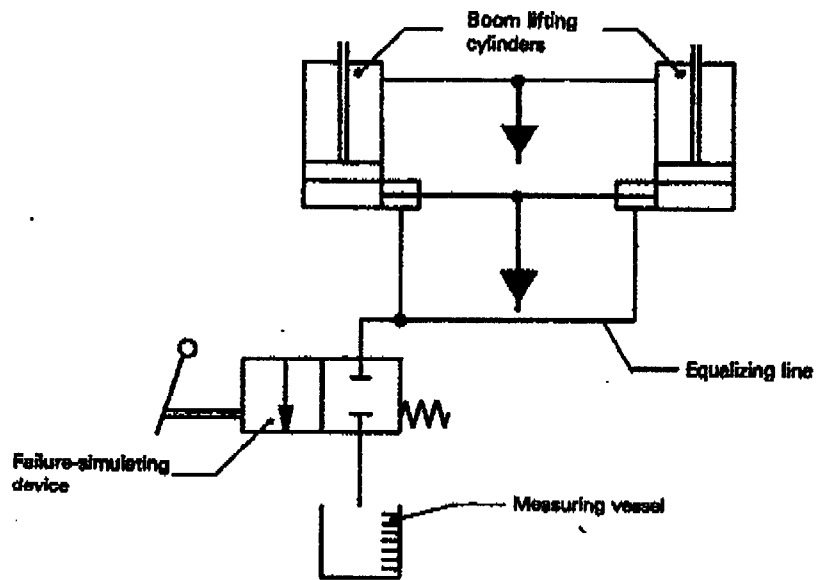 Boom lifting
cylinders
Equalizing line
Failure-simulating
device
Measuring vessel